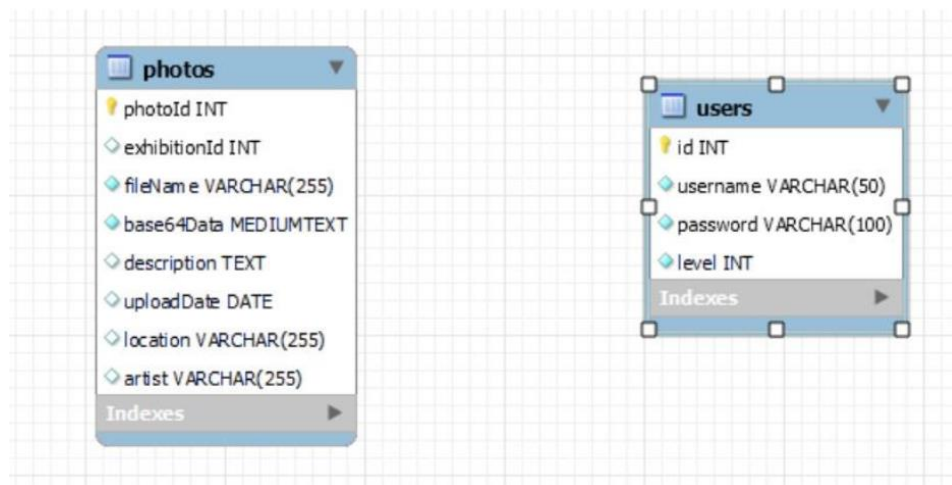 photos
photoId INT
exhibitionId INT
fileName VARCHAR(255)
base64Data MEDIUMTEXT
description TEXT
uploadDate DATE
location VARCHAR(255)
artist VARCHAR(255)
Indexes
users
id INT
username VARCHAR(50)
password VARCHAR(100)
level INT
Indexes